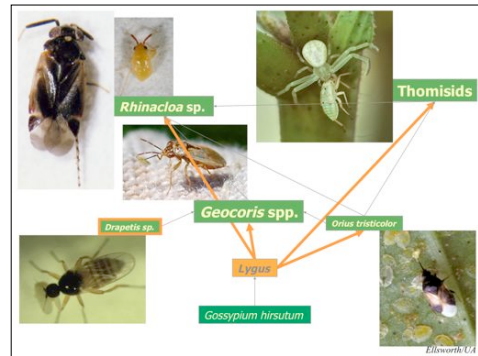 Rhinacloa sp.
Thomisids
Geocoris spp.
Drapetis sp.
Orius tristicolor
Lygus
Gossypium hirsutum
Ellsworth/UA